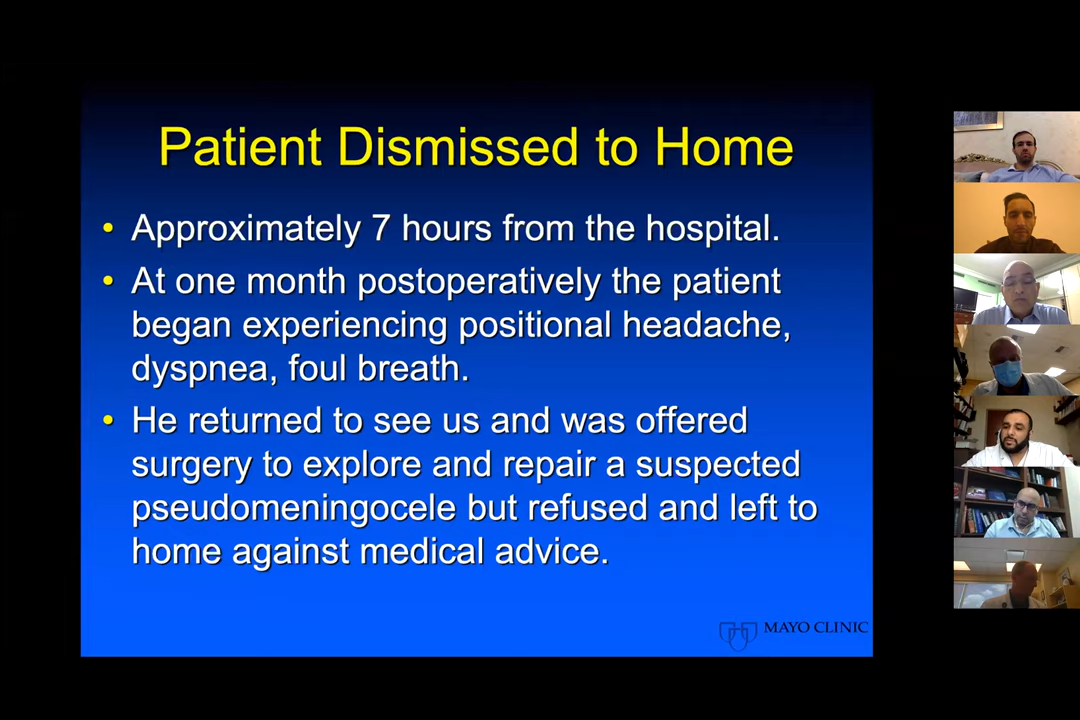 Patient Dismissed to Home
• Approximately 7 hours from the hospital.
• At one month postoperatively the patient
began experiencing positional headache,
dyspnea, foul breath.
• He returned to see us and was offered
surgery to explore and repair a suspected
pseudomeningocele but refused and left to
home against medical advice.
MAYO CLINIC